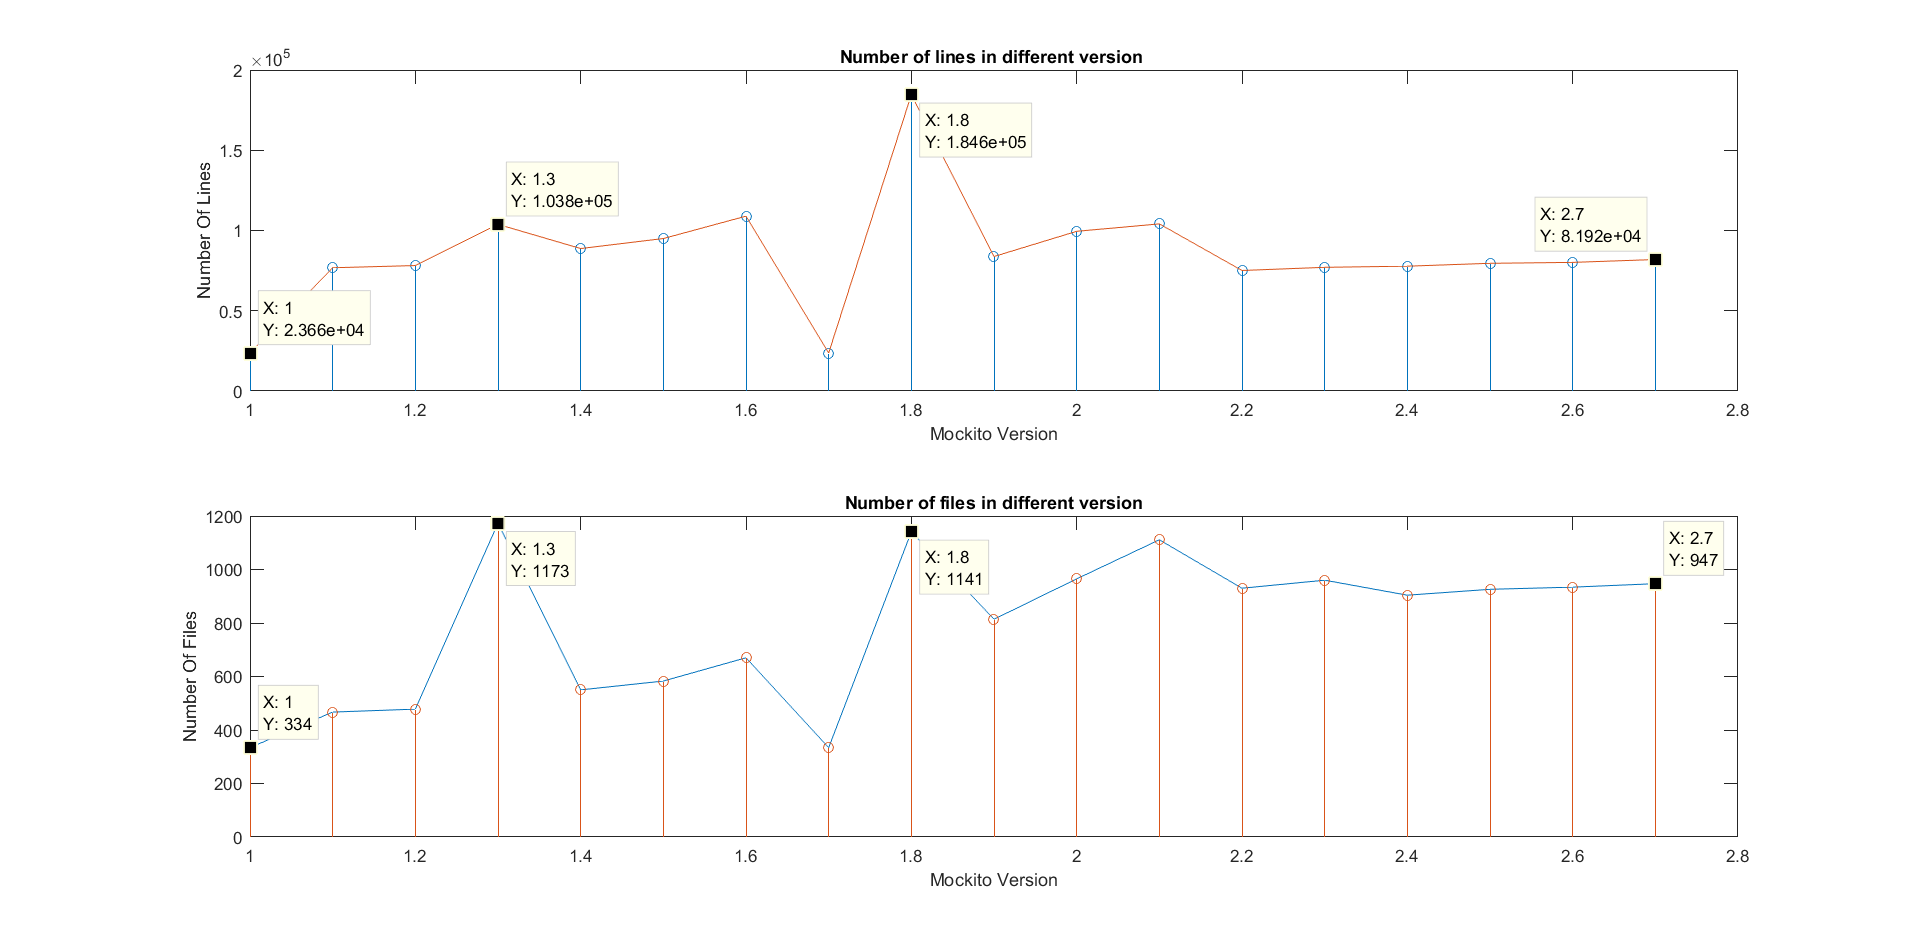 Number of lines in different version
×10^5
2
1.5
1
0.5
0
Number Of Lines
X: 1
Y: 2.366e+04
X: 1.3
Y: 1.038e+05
X: 1.8
Y: 1.846e+05
X: 2.7
Y: 8.192e+04
1 1.2 1.4 1.6 1.8 2 2.2 2.4 2.6 2.8
Mockito Version
Number of files in different version
1200
1000
800
600
400
200
0
Number Of Files
X: 1
Y: 334
X: 1.3
Y: 1173
X: 1.8
Y: 1141
X: 2.7
Y: 947
1 1.2 1.4 1.6 1.8 2 2.2 2.4 2.6 2.8
Mockito Version